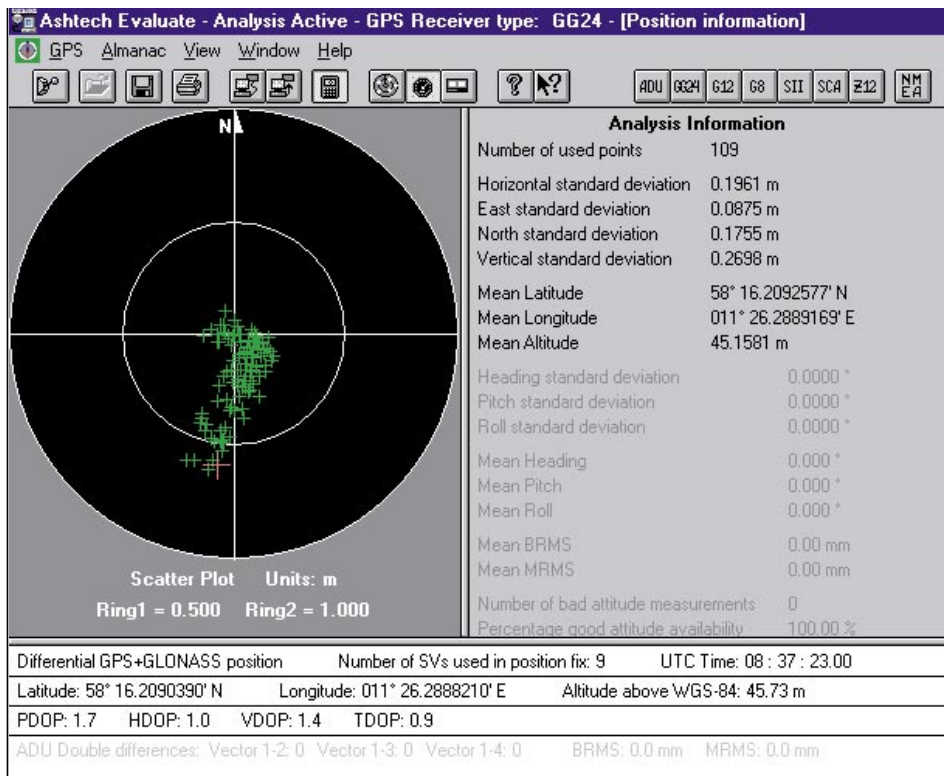 Ashtech Evaluate - Analysis Active - GPS Receiver type: GG24 - [Position information]
GPS Almanac View Window Help
ADU GG24 G12 G8 SII SCA Z12 NMEA
N
Analysis Information
Number of used points 109
Horizontal standard deviation 0.1961 m
East standard deviation 0.0875 m
North standard deviation 0.1755 m
Vertical standard deviation 0.2698 m
Mean Latitude 58° 16.2092577' N
Mean Longitude 011° 26.2889169' E
Mean Altitude 45.1581 m
Heading standard deviation 0.0000 °
Pitch standard deviation 0.0000 °
Roll standard deviation 0.0000 °
Mean Heading 0.000 °
Mean Pitch 0.000 °
Mean Roll 0.000 °
Mean BRMS 0.00 mm
Mean MRMS 0.00 mm
Number of bad attitude measurements 0
Percentage good attitude availability 100.00 %
Scatter Plot Units: m
Ring1 = 0.500 Ring2 = 1.000
Differential GPS+GLONASS position Number of SVs used in position fix: 9 UTC Time: 08 : 37 : 23.00
Latitude: 58° 16.2090390' N Longitude: 011° 26.2888210' E Altitude above WGS-84: 45.73 m
PDOP: 1.7 HDOP: 1.0 VDOP: 1.4 TDOP: 0.9
ADU Double differences: Vector 1-2: 0 Vector 1-3: 0 Vector 1-4: 0 BRMS: 0.0 mm MRMS: 0.0 mm